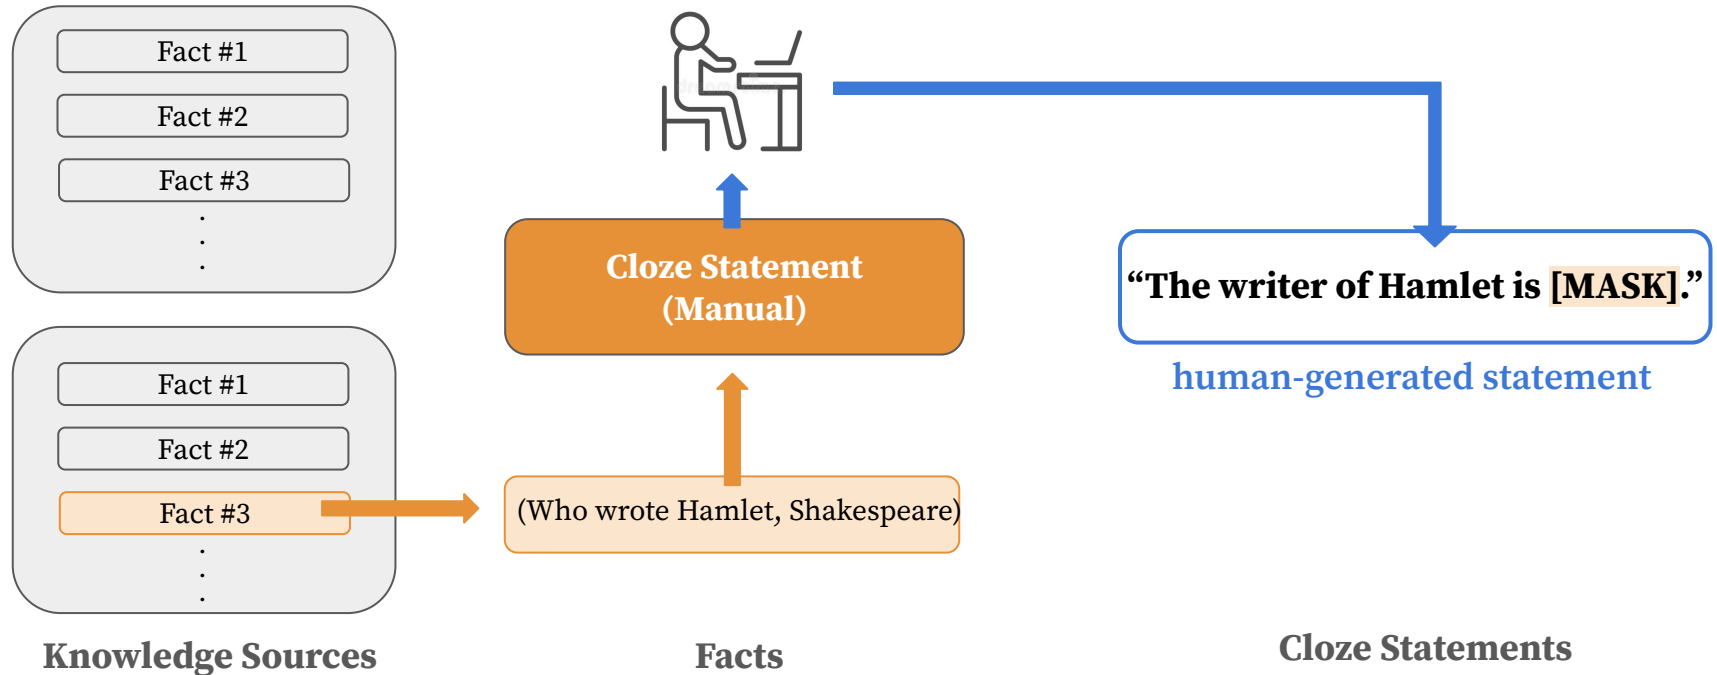 Fact #1
Fact #2
Fact #3
.
.
.
Fact #1
Fact #2
Fact #3
.
.
.
Knowledge Sources
Cloze Statement
(Manual)
(Who wrote Hamlet, Shakespeare)
Facts
“The writer of Hamlet is [MASK].”
human-generated statement
Cloze Statements